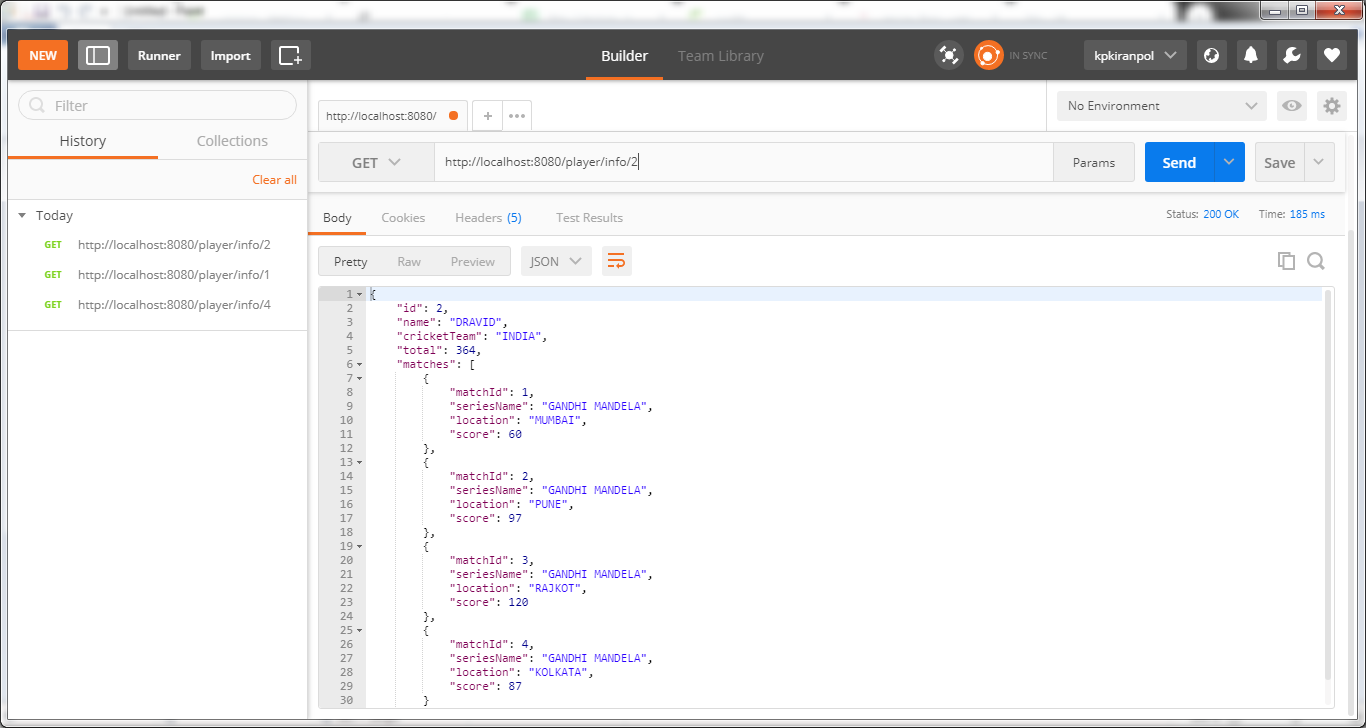 NEW Runner Import Builder Team Library IN SYNC kpkiranpol
Filter
History Collections
Clear all
Today
GET http://localhost:8080/player/info/2
GET http://localhost:8080/player/info/1
GET http://localhost:8080/player/info/4
http://localhost:8080/ + ••• No Environment
GET http://localhost:8080/player/info/2 Params Send Save
Body Cookies Headers (5) Test Results Status: 200 OK Time: 185 ms
Pretty Raw Preview JSON
1 {
2 "id": 2,
3 "name": "DRAVID",
4 "cricketTeam": "INDIA",
5 "total": 364,
6 "matches": [
7 {
8 "matchId": 1,
9 "seriesName": "GANDHI MANDELA",
10 "location": "MUMBAI",
11 "score": 60
12 },
13 {
14 "matchId": 2,
15 "seriesName": "GANDHI MANDELA",
16 "location": "PUNE",
17 "score": 97
18 },
19 {
20 "matchId": 3,
21 "seriesName": "GANDHI MANDELA",
22 "location": "RAJKOT",
23 "score": 120
24 },
25 {
26 "matchId": 4,
27 "seriesName": "GANDHI MANDELA",
28 "location": "KOLKATA",
29 "score": 87
30 }